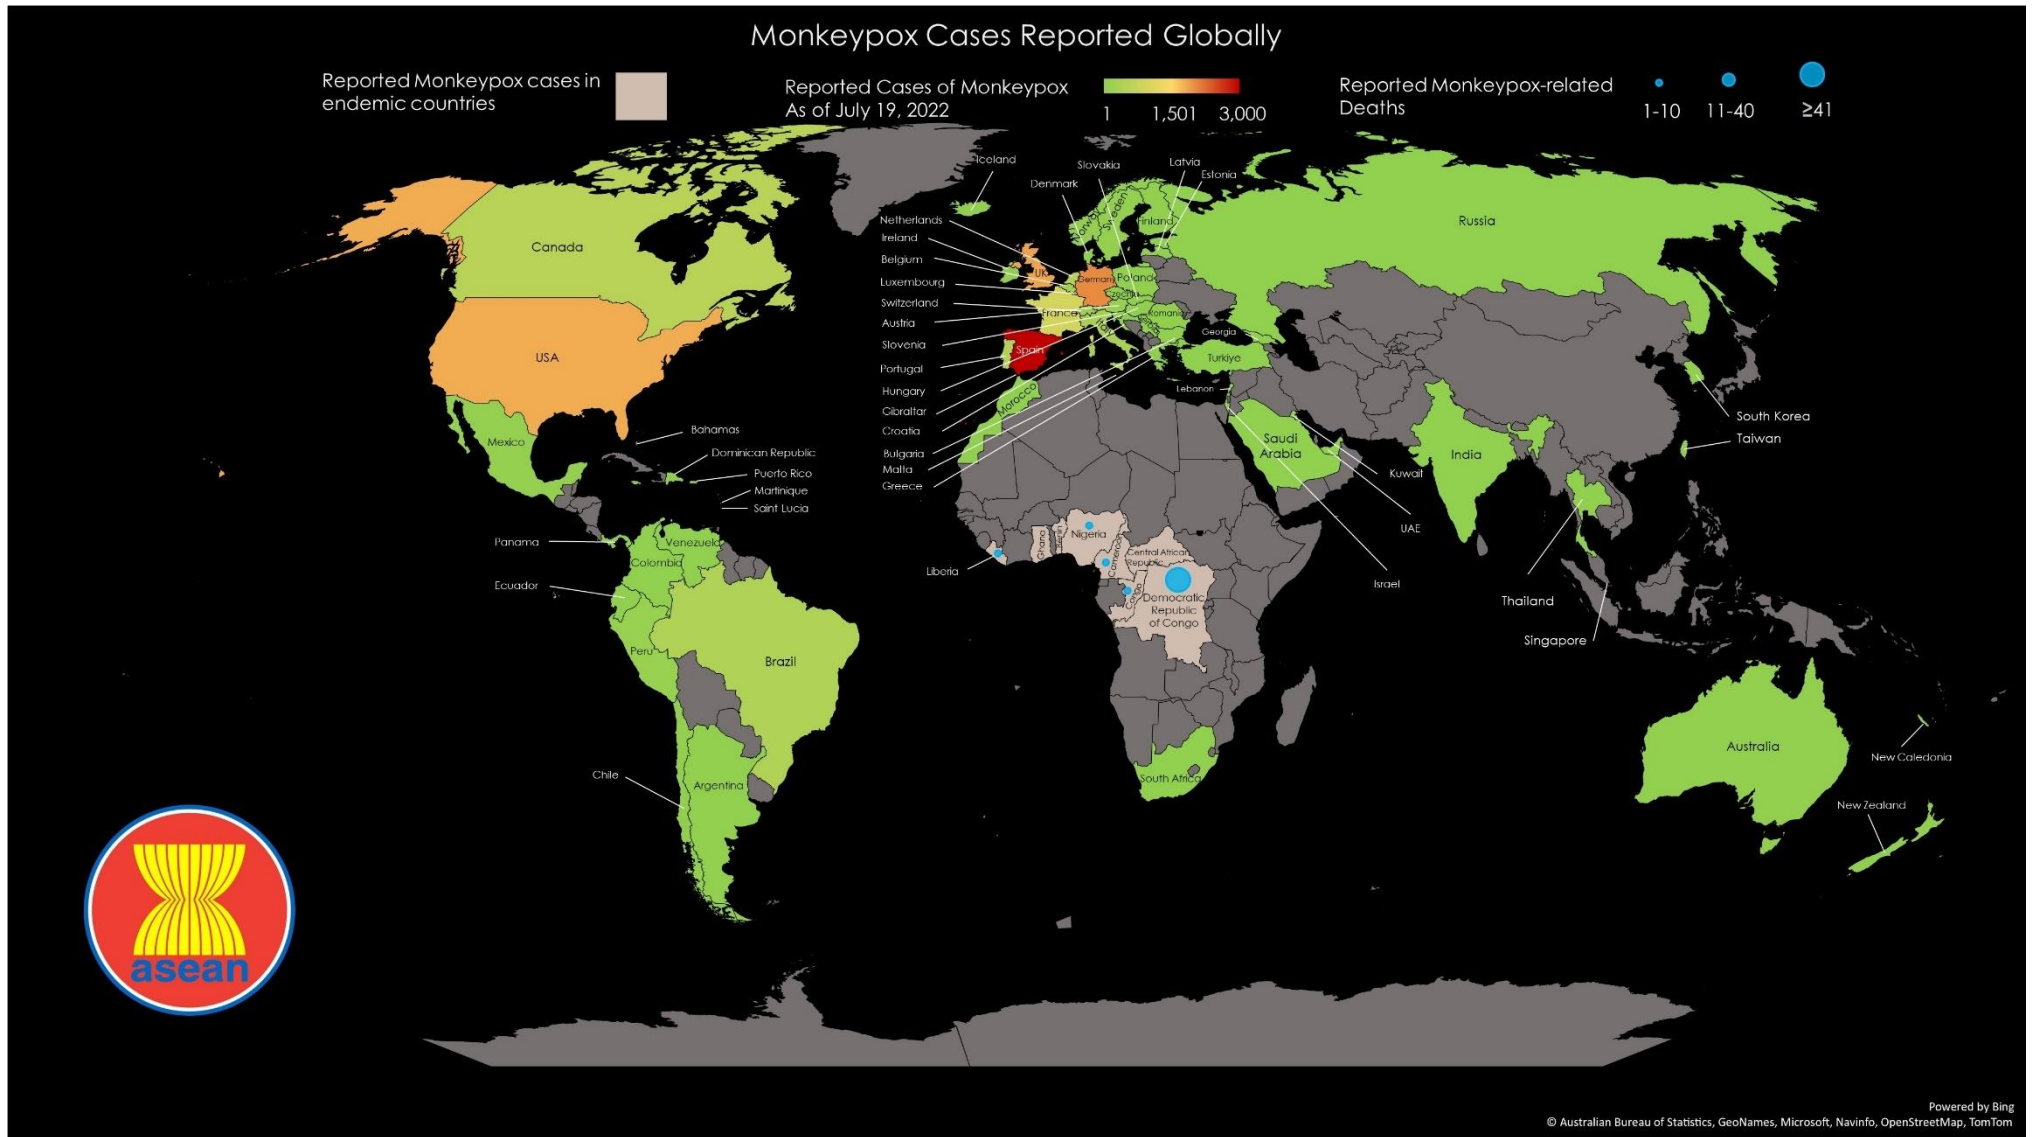 Monkeypox Cases Reported Globally
Reported Monkeypox cases in
endemic countries
Reported Cases of Monkeypox
As of July 19, 2022
1
1,501
3,000
Reported Monkeypox-related
Deaths
1-10
11-40
≥41
Iceland
Slovakia
Latvia
Denmark
Estonia
Netherlands
Ireland
Belgium
Luxembourg
Switzerland
Austria
Slovenia
Portugal
Hungary
Gibraltar
Croatia
Bulgaria
Malta
Greece
Norway
Sweden
Finland
Russia
UK
Poland
France
Romania
Spain
Georgia
Turkiye
Lebanon
Morocco
Canada
USA
Mexico
Bahamas
Dominican Republic
Puerto Rico
Martinique
Saint Lucia
Panama
Venezuela
Colombia
Ecuador
Peru
Brazil
Chile
Argentina
Saudi
Arabia
Kuwait
UAE
Israel
India
South Korea
Taiwan
Thailand
Singapore
Liberia
Ghana
Benin
Nigeria
Cameroon
Central African
Republic
Congo
Democratic
Republic
of Congo
South Africa
Australia
New Caledonia
New Zealand
asean
Powered by Bing
© Australian Bureau of Statistics, GeoNames, Microsoft, Navinfo, OpenStreetMap, TomTom